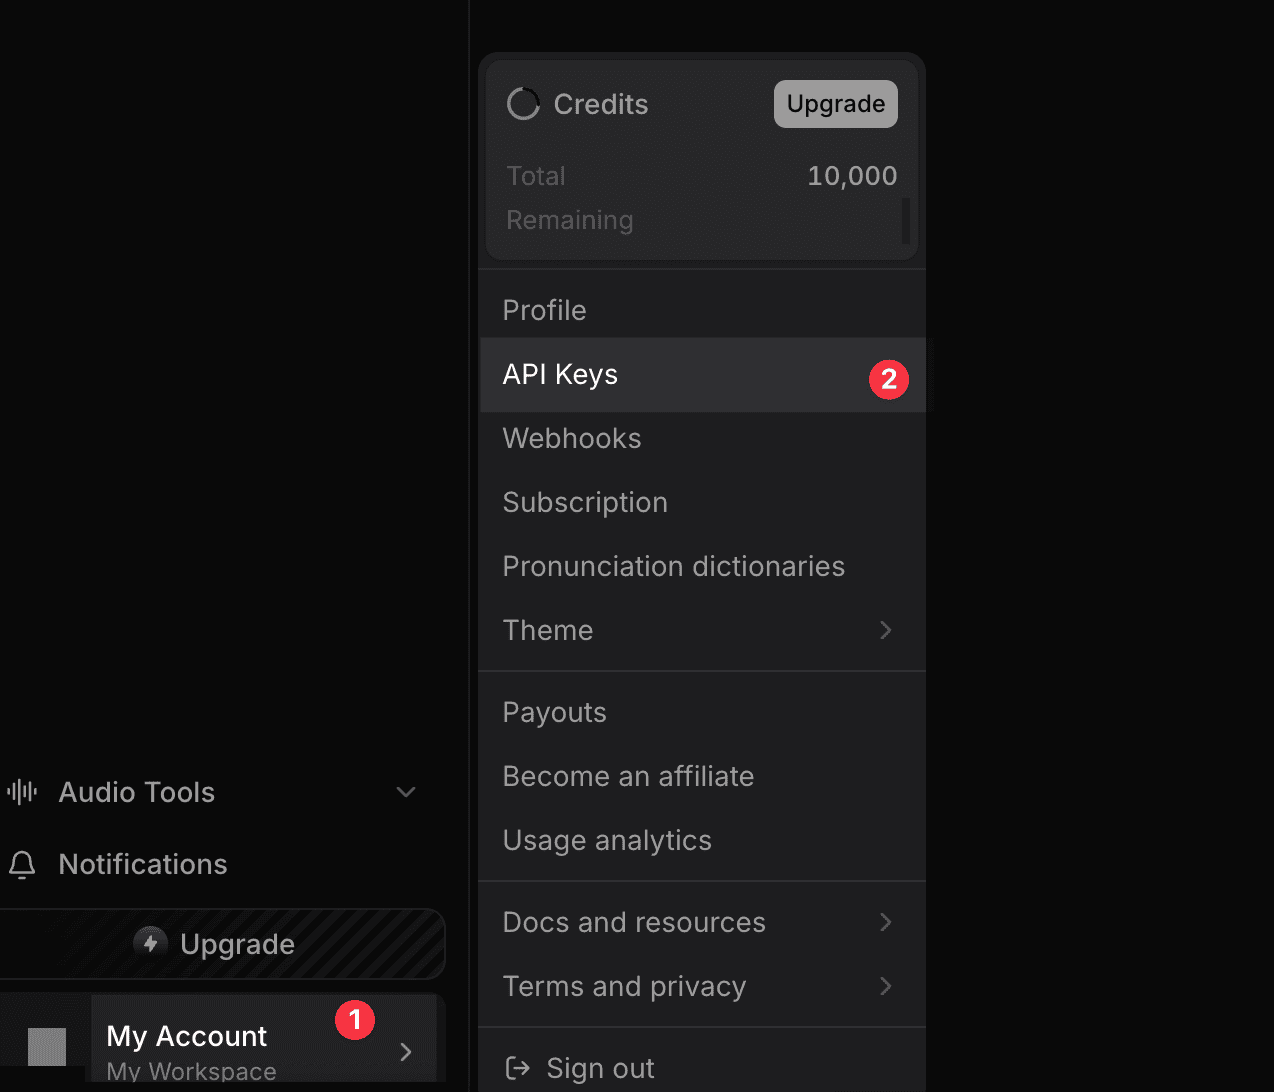 Credits
Upgrade
Total 10,000
Remaining
Profile
API Keys 2
Webhooks
Subscription
Pronunciation dictionaries
Theme
Payouts
Become an affiliate
Usage analytics
Docs and resources
Terms and privacy
Sign out
Audio Tools
Notifications
Upgrade
My Account 1
My Workspace